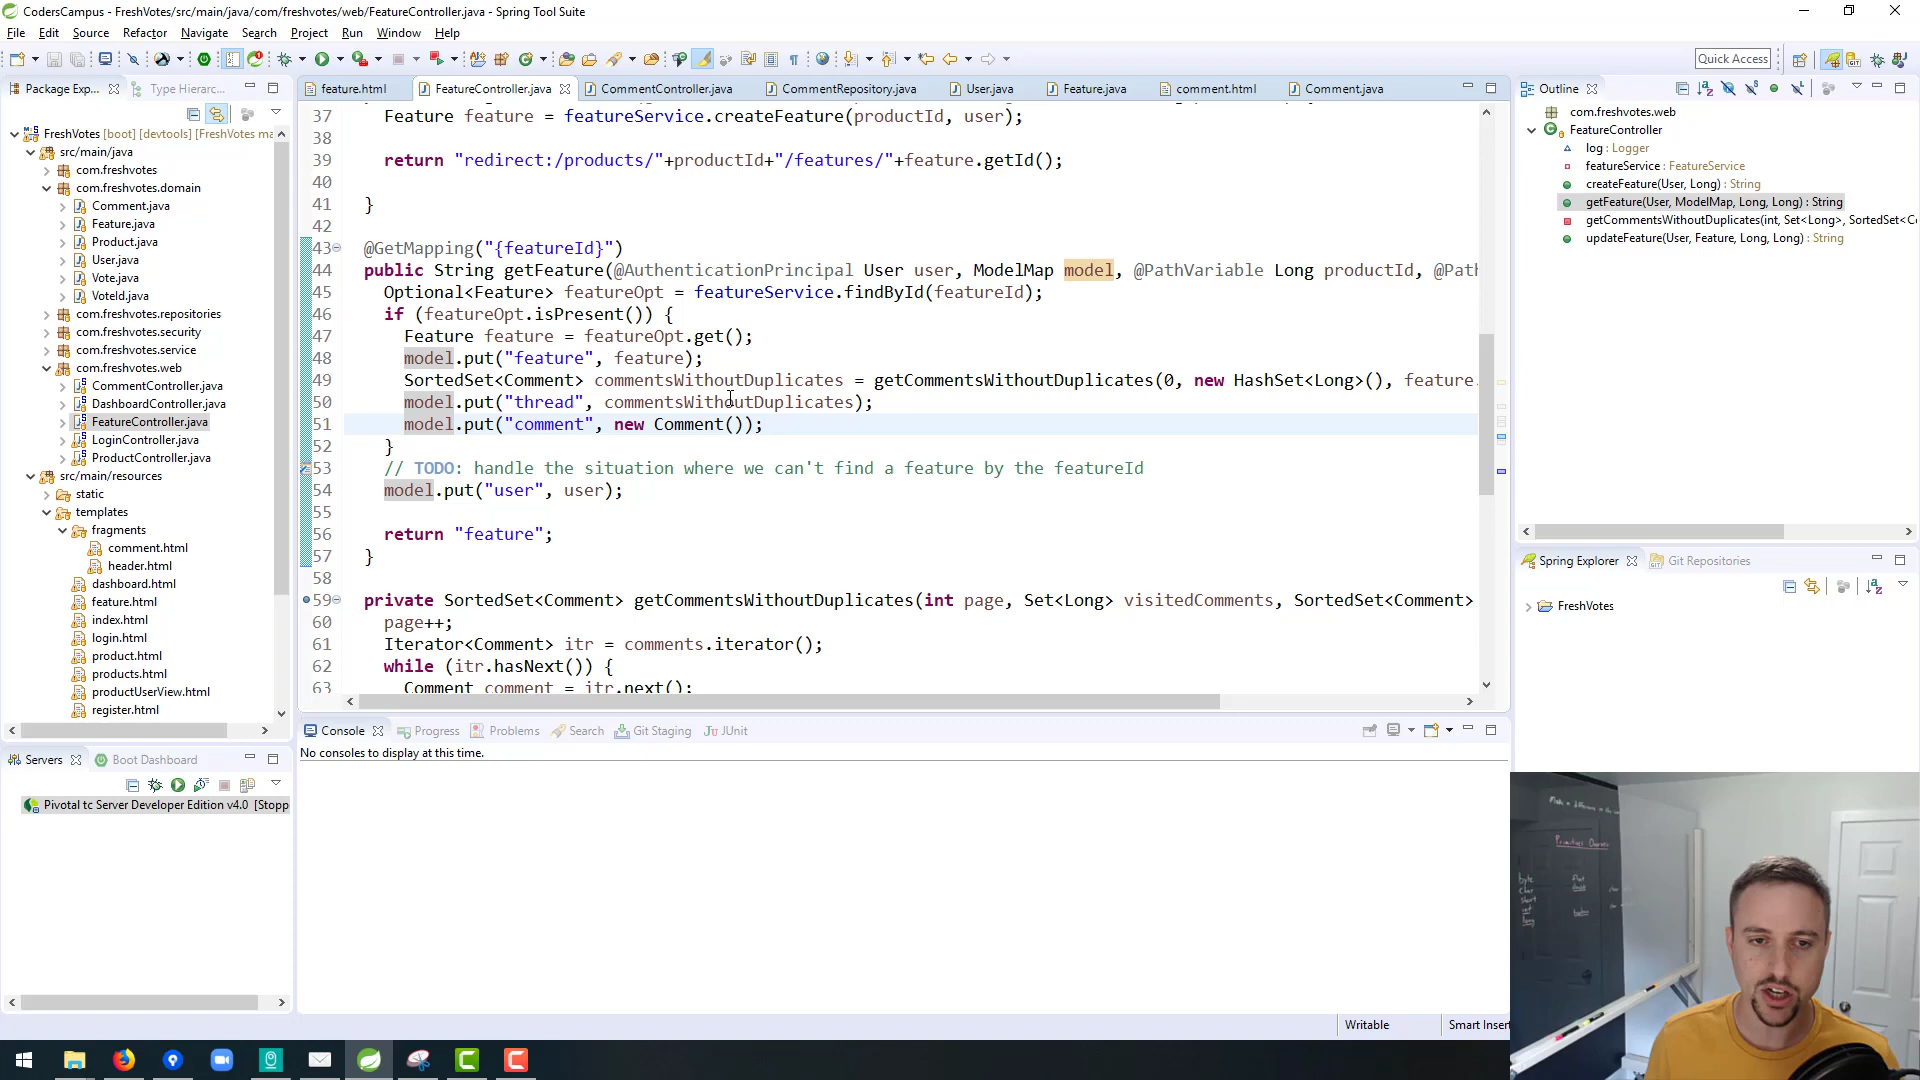 CodersCampus - FreshVotes/src/main/java/com/freshvotes/web/FeatureController.java - Spring Tool Suite
File Edit Source Refactor Navigate Search Project Run Window Help
Quick Access
Package Exp... Type Hierarc...
FreshVotes [boot] [devtools] [FreshVotes ma
src/main/java
com.freshvotes
com.freshvotes.domain
Comment.java
Feature.java
Product.java
User.java
Vote.java
VoteId.java
com.freshvotes.repositories
com.freshvotes.security
com.freshvotes.service
com.freshvotes.web
CommentController.java
DashboardController.java
FeatureController.java
LoginController.java
ProductController.java
src/main/resources
static
templates
fragments
comment.html
header.html
dashboard.html
feature.html
index.html
login.html
product.html
products.html
productUserView.html
register.html
Servers Boot Dashboard
Pivotal tc Server Developer Edition v4.0 [Stopp
feature.html FeatureController.java CommentController.java CommentRepository.java User.java Feature.java comment.html Comment.java
37 Feature feature = featureService.createFeature(productId, user);
38
39 return "redirect:/products/"+productId+"/features/"+feature.getId();
40
41 }
42
43 @GetMapping("{featureId}")
44 public String getFeature(@AuthenticationPrincipal User user, ModelMap model, @PathVariable Long productId, @Pat
45 Optional<Feature> featureOpt = featureService.findById(featureId);
46 if (featureOpt.isPresent()) {
47 Feature feature = featureOpt.get();
48 model.put("feature", feature);
49 SortedSet<Comment> commentsWithoutDuplicates = getCommentsWithoutDuplicates(0, new HashSet<Long>(), feature.
50 model.put("thread", commentsWithoutDuplicates);
51 model.put("comment", new Comment());
52 }
53 // TODO: handle the situation where we can't find a feature by the featureId
54 model.put("user", user);
55
56 return "feature";
57 }
58
59 private SortedSet<Comment> getCommentsWithoutDuplicates(int page, Set<Long> visitedComments, SortedSet<Comment>
60 page++;
61 Iterator<Comment> itr = comments.iterator();
62 while (itr.hasNext()) {
63 Comment comment = itr.next();
Console Progress Problems Search Git Staging JUnit
No consoles to display at this time.
Outline
com.freshvotes.web
FeatureController
log : Logger
featureService : FeatureService
createFeature(User, Long) : String
getFeature(User, ModelMap, Long, Long) : String
getCommentsWithoutDuplicates(int, Set<Long>, SortedSet<C
updateFeature(User, Feature, Long, Long) : String
Spring Explorer Git Repositories
FreshVotes
Writable Smart Insert